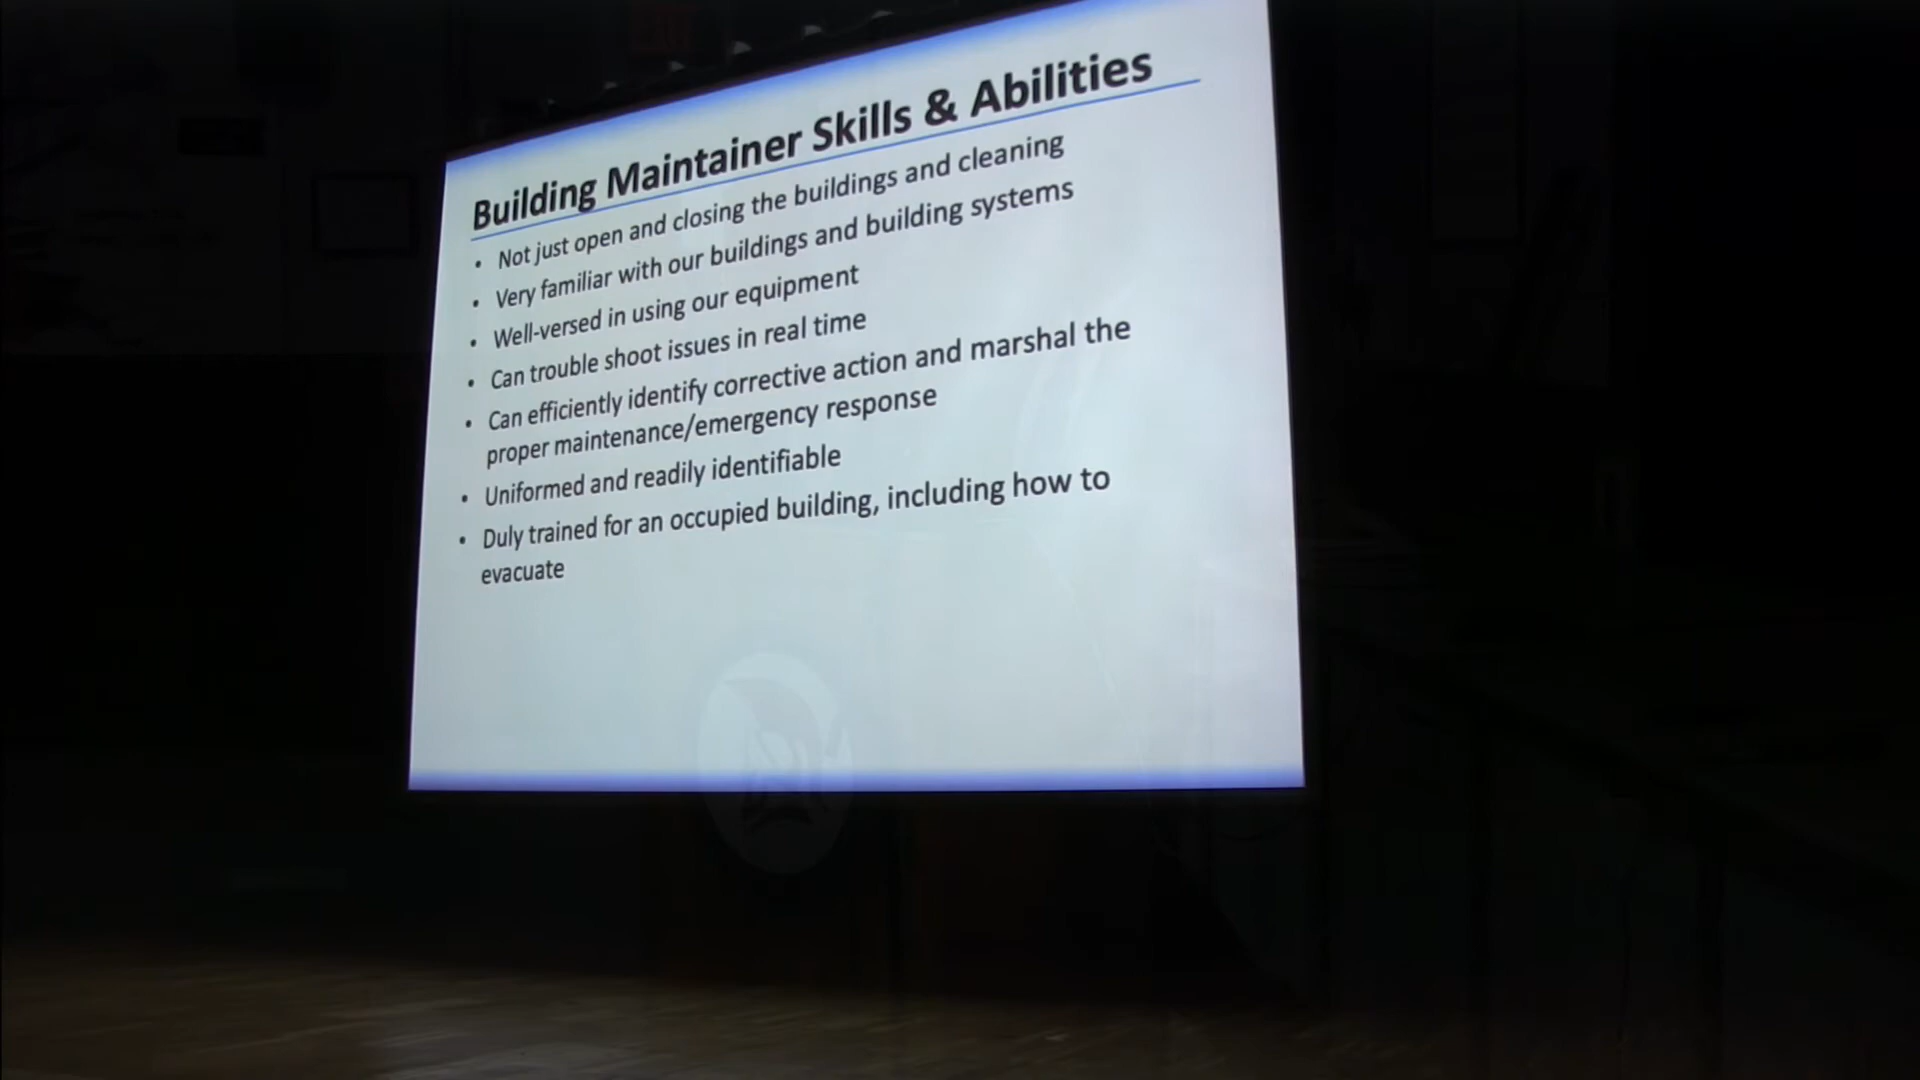 Building Maintainer Skills & Abilities
• Not just open and closing the buildings and cleaning
• Very familiar with our buildings and building systems
• Well-versed in using our equipment
• Can trouble shoot issues in real time
• Can efficiently identify corrective action and marshal the
proper maintenance/emergency response
• Uniformed and readily identifiable
• Duly trained for an occupied building, including how to
evacuate